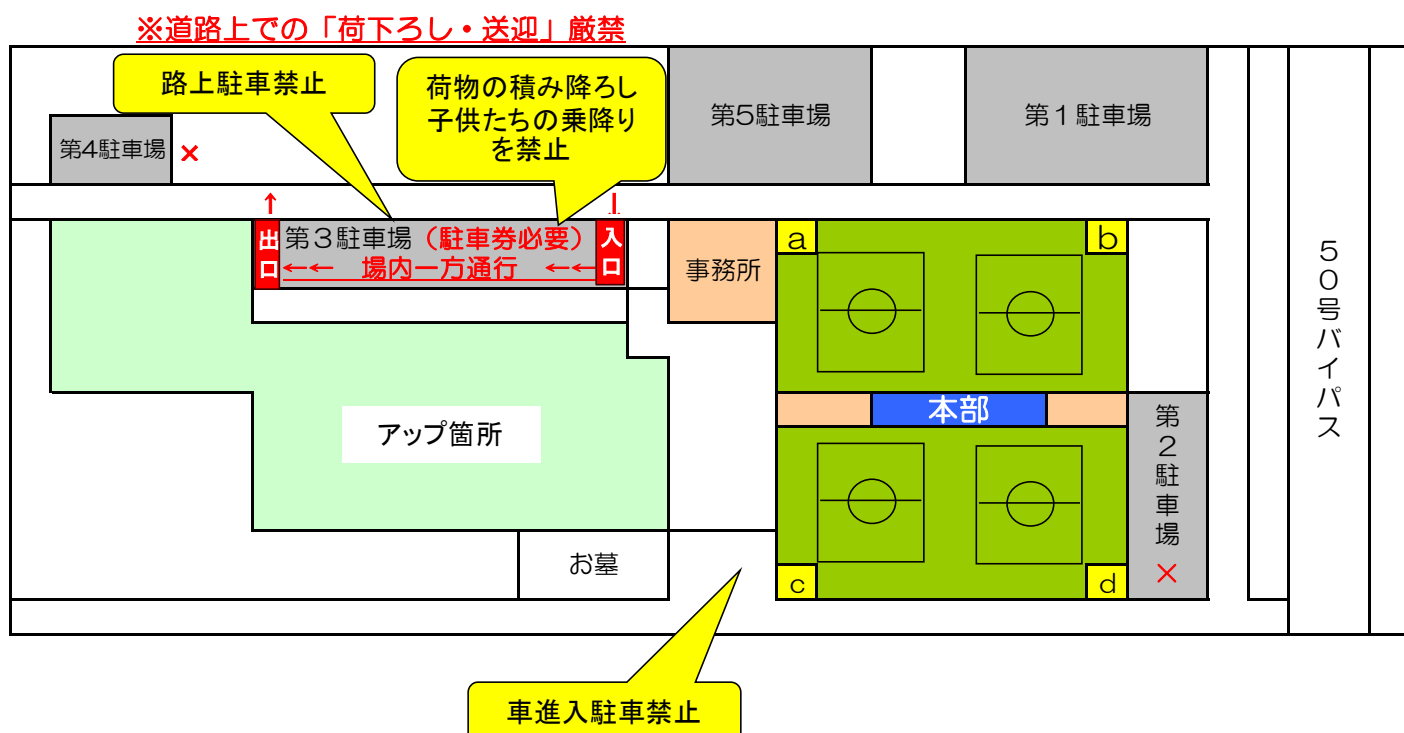 ※道路上での「荷下ろし・送迎」厳禁
路上駐車禁止
荷物の積み降ろし
子供たちの乗降り
を禁止
第5駐車場
第１駐車場
第4駐車場 ×
↑
出口
第３駐車場（駐車券必要）
←← 場内一方通行 ←←
入口
事務所
a
b
本部
アップ箇所
第２駐車場×
お墓
c
d
５０号バイパス
車進入駐車禁止